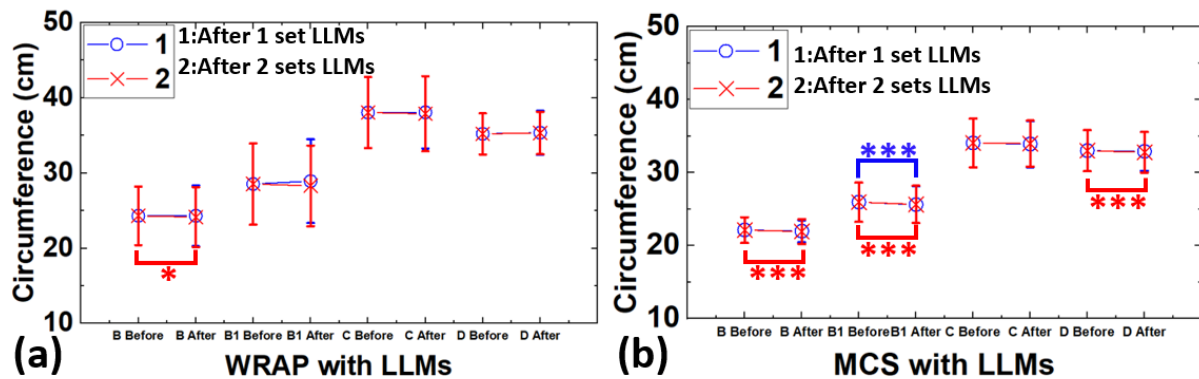 50
40
30
20
10
Circumference (cm)
1 1:After 1 set LLMs
2 2:After 2 sets LLMs
*
B Before B After B1 Before B1 After C Before C After D Before D After
(a)
WRAP with LLMs
50
40
30
20
10
Circumference (cm)
1 1:After 1 set LLMs
2 2:After 2 sets LLMs
***
***
***
***
B Before B After B1 Before B1 After C Before C After D Before D After
(b)
MCS with LLMs